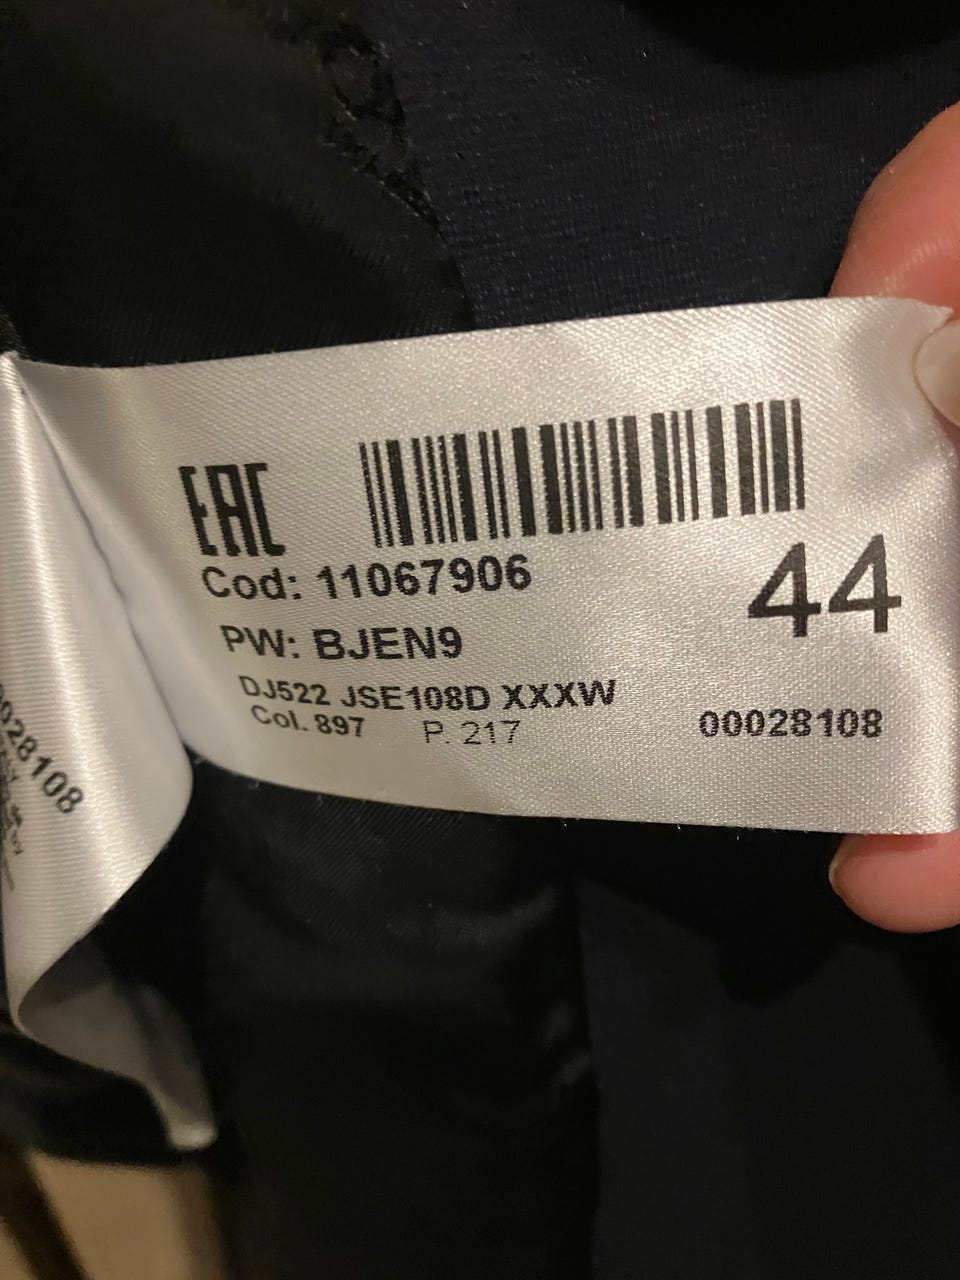 EAC
Cod: 11067906
44
PW: BJEN9
DJ522 JSE108D XXXW
Col. 897 P. 217
00028108
00028108